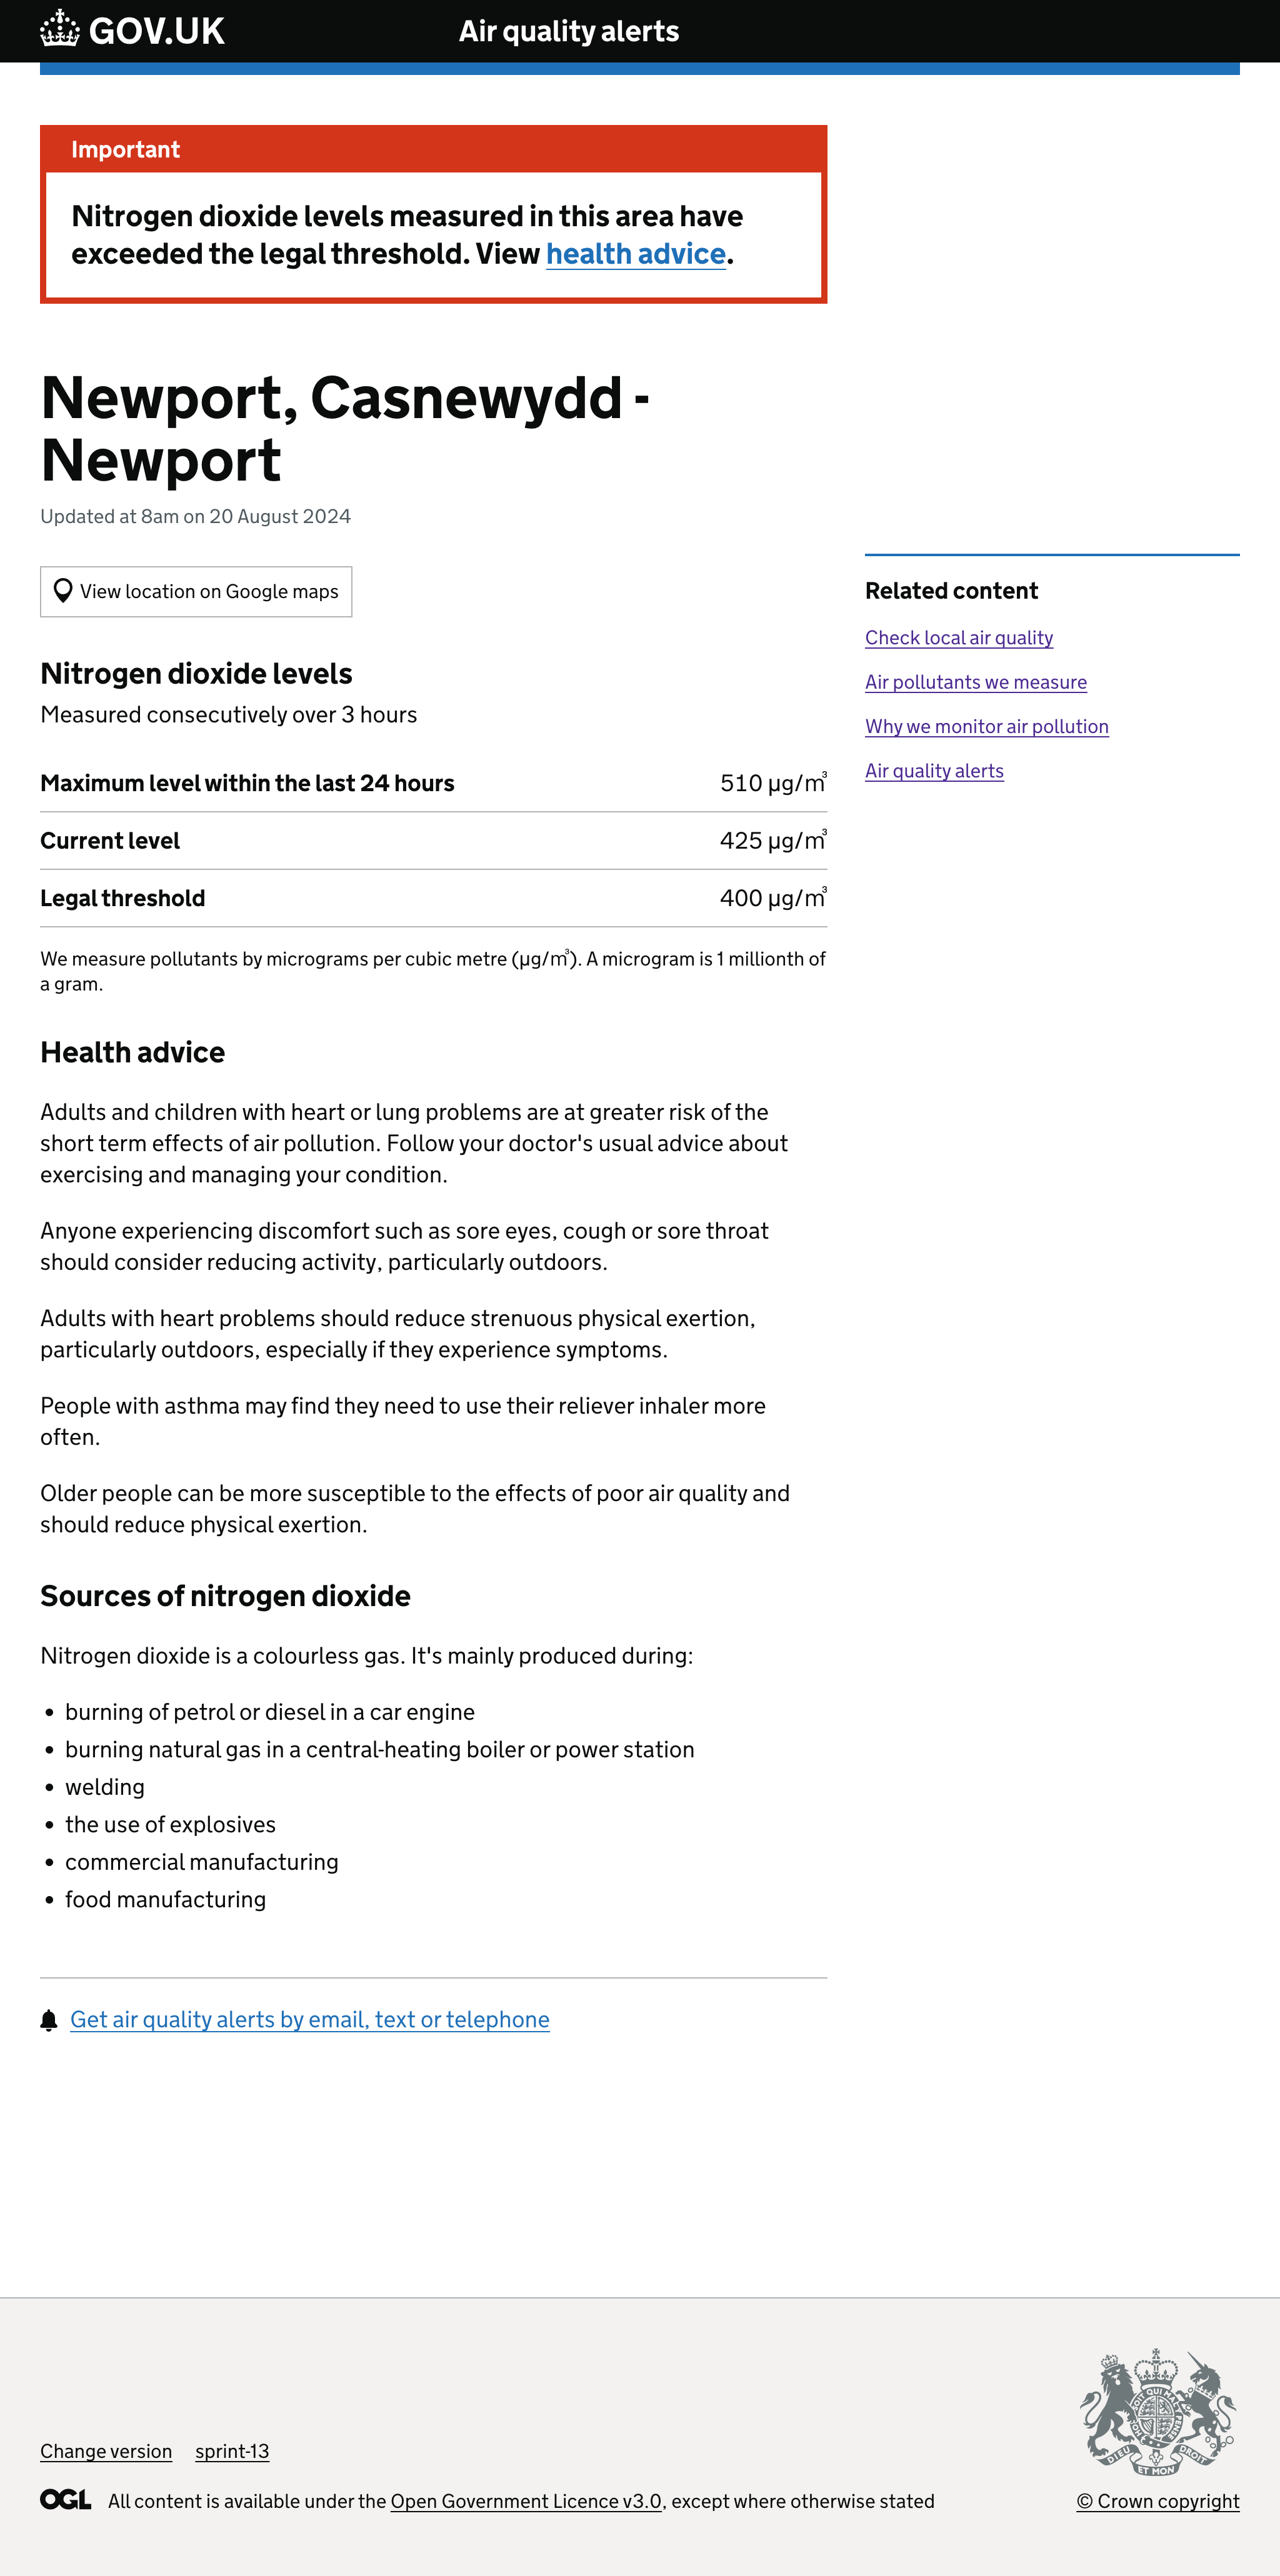 GOV.UK
Air quality alerts
Important
Nitrogen dioxide levels measured in this area have
exceeded the legal threshold. View health advice.
Newport, Casnewydd -
Newport
Updated at 8am on 20 August 2024
View location on Google maps
Nitrogen dioxide levels
Measured consecutively over 3 hours
Maximum level within the last 24 hours 510 µg/m³
Current level 425 µg/m³
Legal threshold 400 µg/m³
We measure pollutants by micrograms per cubic metre (µg/m³). A microgram is 1 millionth of
a gram.
Health advice
Adults and children with heart or lung problems are at greater risk of the
short term effects of air pollution. Follow your doctor's usual advice about
exercising and managing your condition.
Anyone experiencing discomfort such as sore eyes, cough or sore throat
should consider reducing activity, particularly outdoors.
Adults with heart problems should reduce strenuous physical exertion,
particularly outdoors, especially if they experience symptoms.
People with asthma may find they need to use their reliever inhaler more
often.
Older people can be more susceptible to the effects of poor air quality and
should reduce physical exertion.
Sources of nitrogen dioxide
Nitrogen dioxide is a colourless gas. It's mainly produced during:
• burning of petrol or diesel in a car engine
• burning natural gas in a central-heating boiler or power station
• welding
• the use of explosives
• commercial manufacturing
• food manufacturing
Get air quality alerts by email, text or telephone
Related content
Check local air quality
Air pollutants we measure
Why we monitor air pollution
Air quality alerts
Change version sprint-13
OGL All content is available under the Open Government Licence v3.0, except where otherwise stated
DIEU ET MON DROIT
© Crown copyright